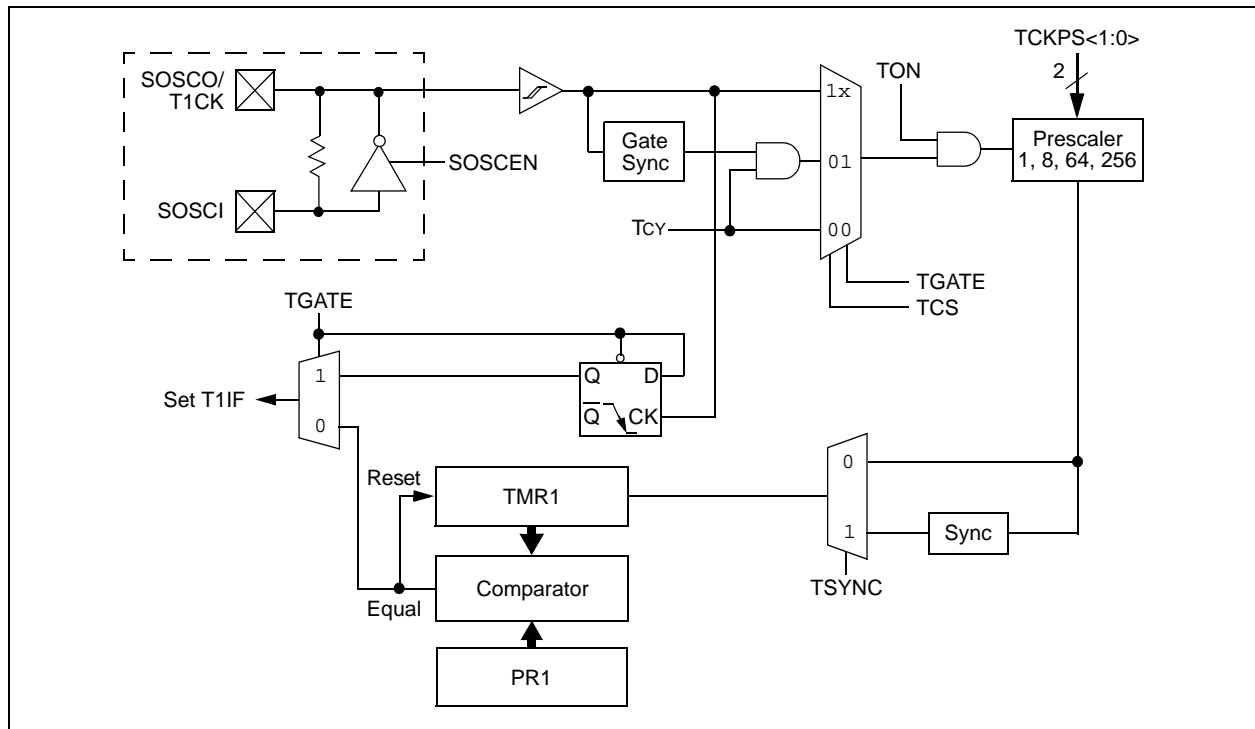 TCKPS<1:0>
2
SOSCO/
T1CK
TON
1x
Prescaler
1, 8, 64, 256
Gate
Sync
SOSCEN
01
SOSCI
TCY
00
TGATE
TCS
TGATE
1
Q
D
Set T1IF
Q
CK
0
Reset
TMR1
0
1
Sync
Comparator
TSYNC
Equal
PR1